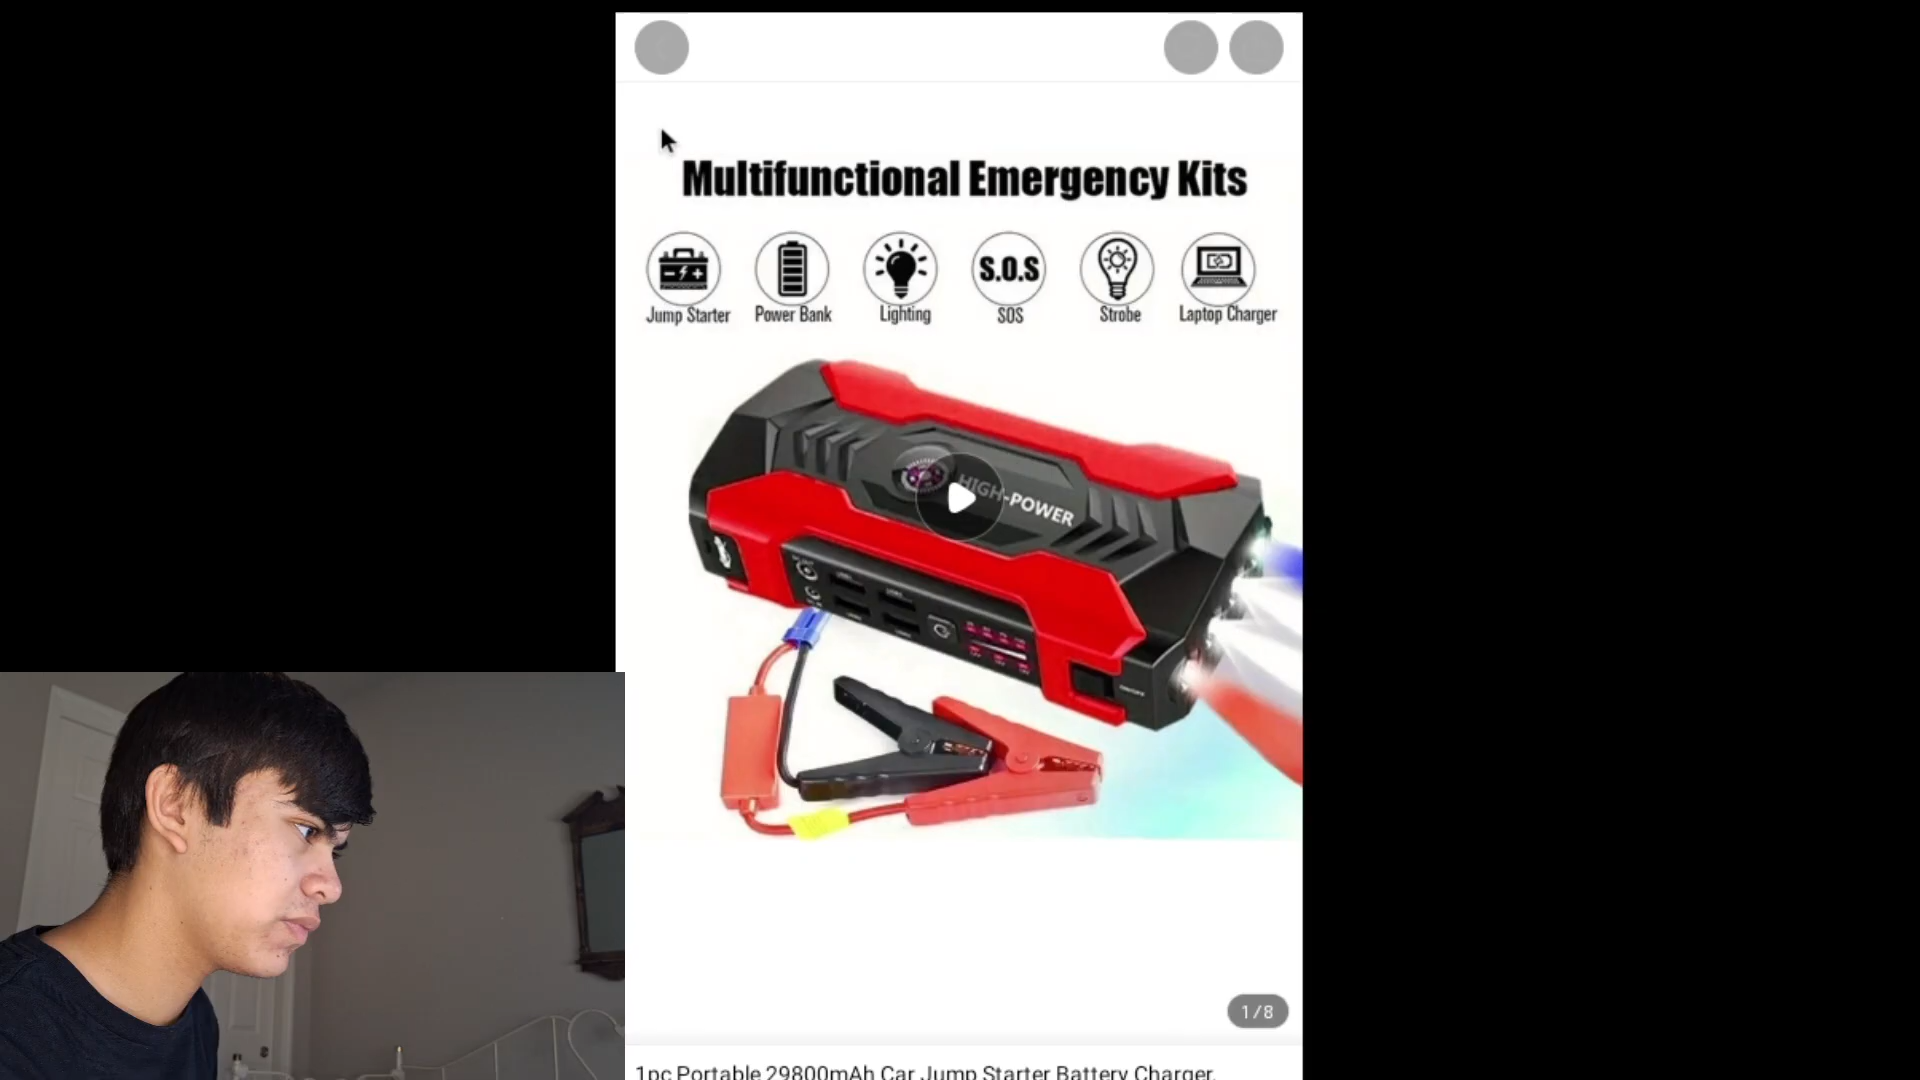 Multifunctional Emergency Kits
S.O.S
Jump Starter
Power Bank
Lighting
SOS
Strobe
Laptop Charger
HIGH-POWER
1/8
1pc Portable 29800mAh Car Jump Starter Battery Charger,